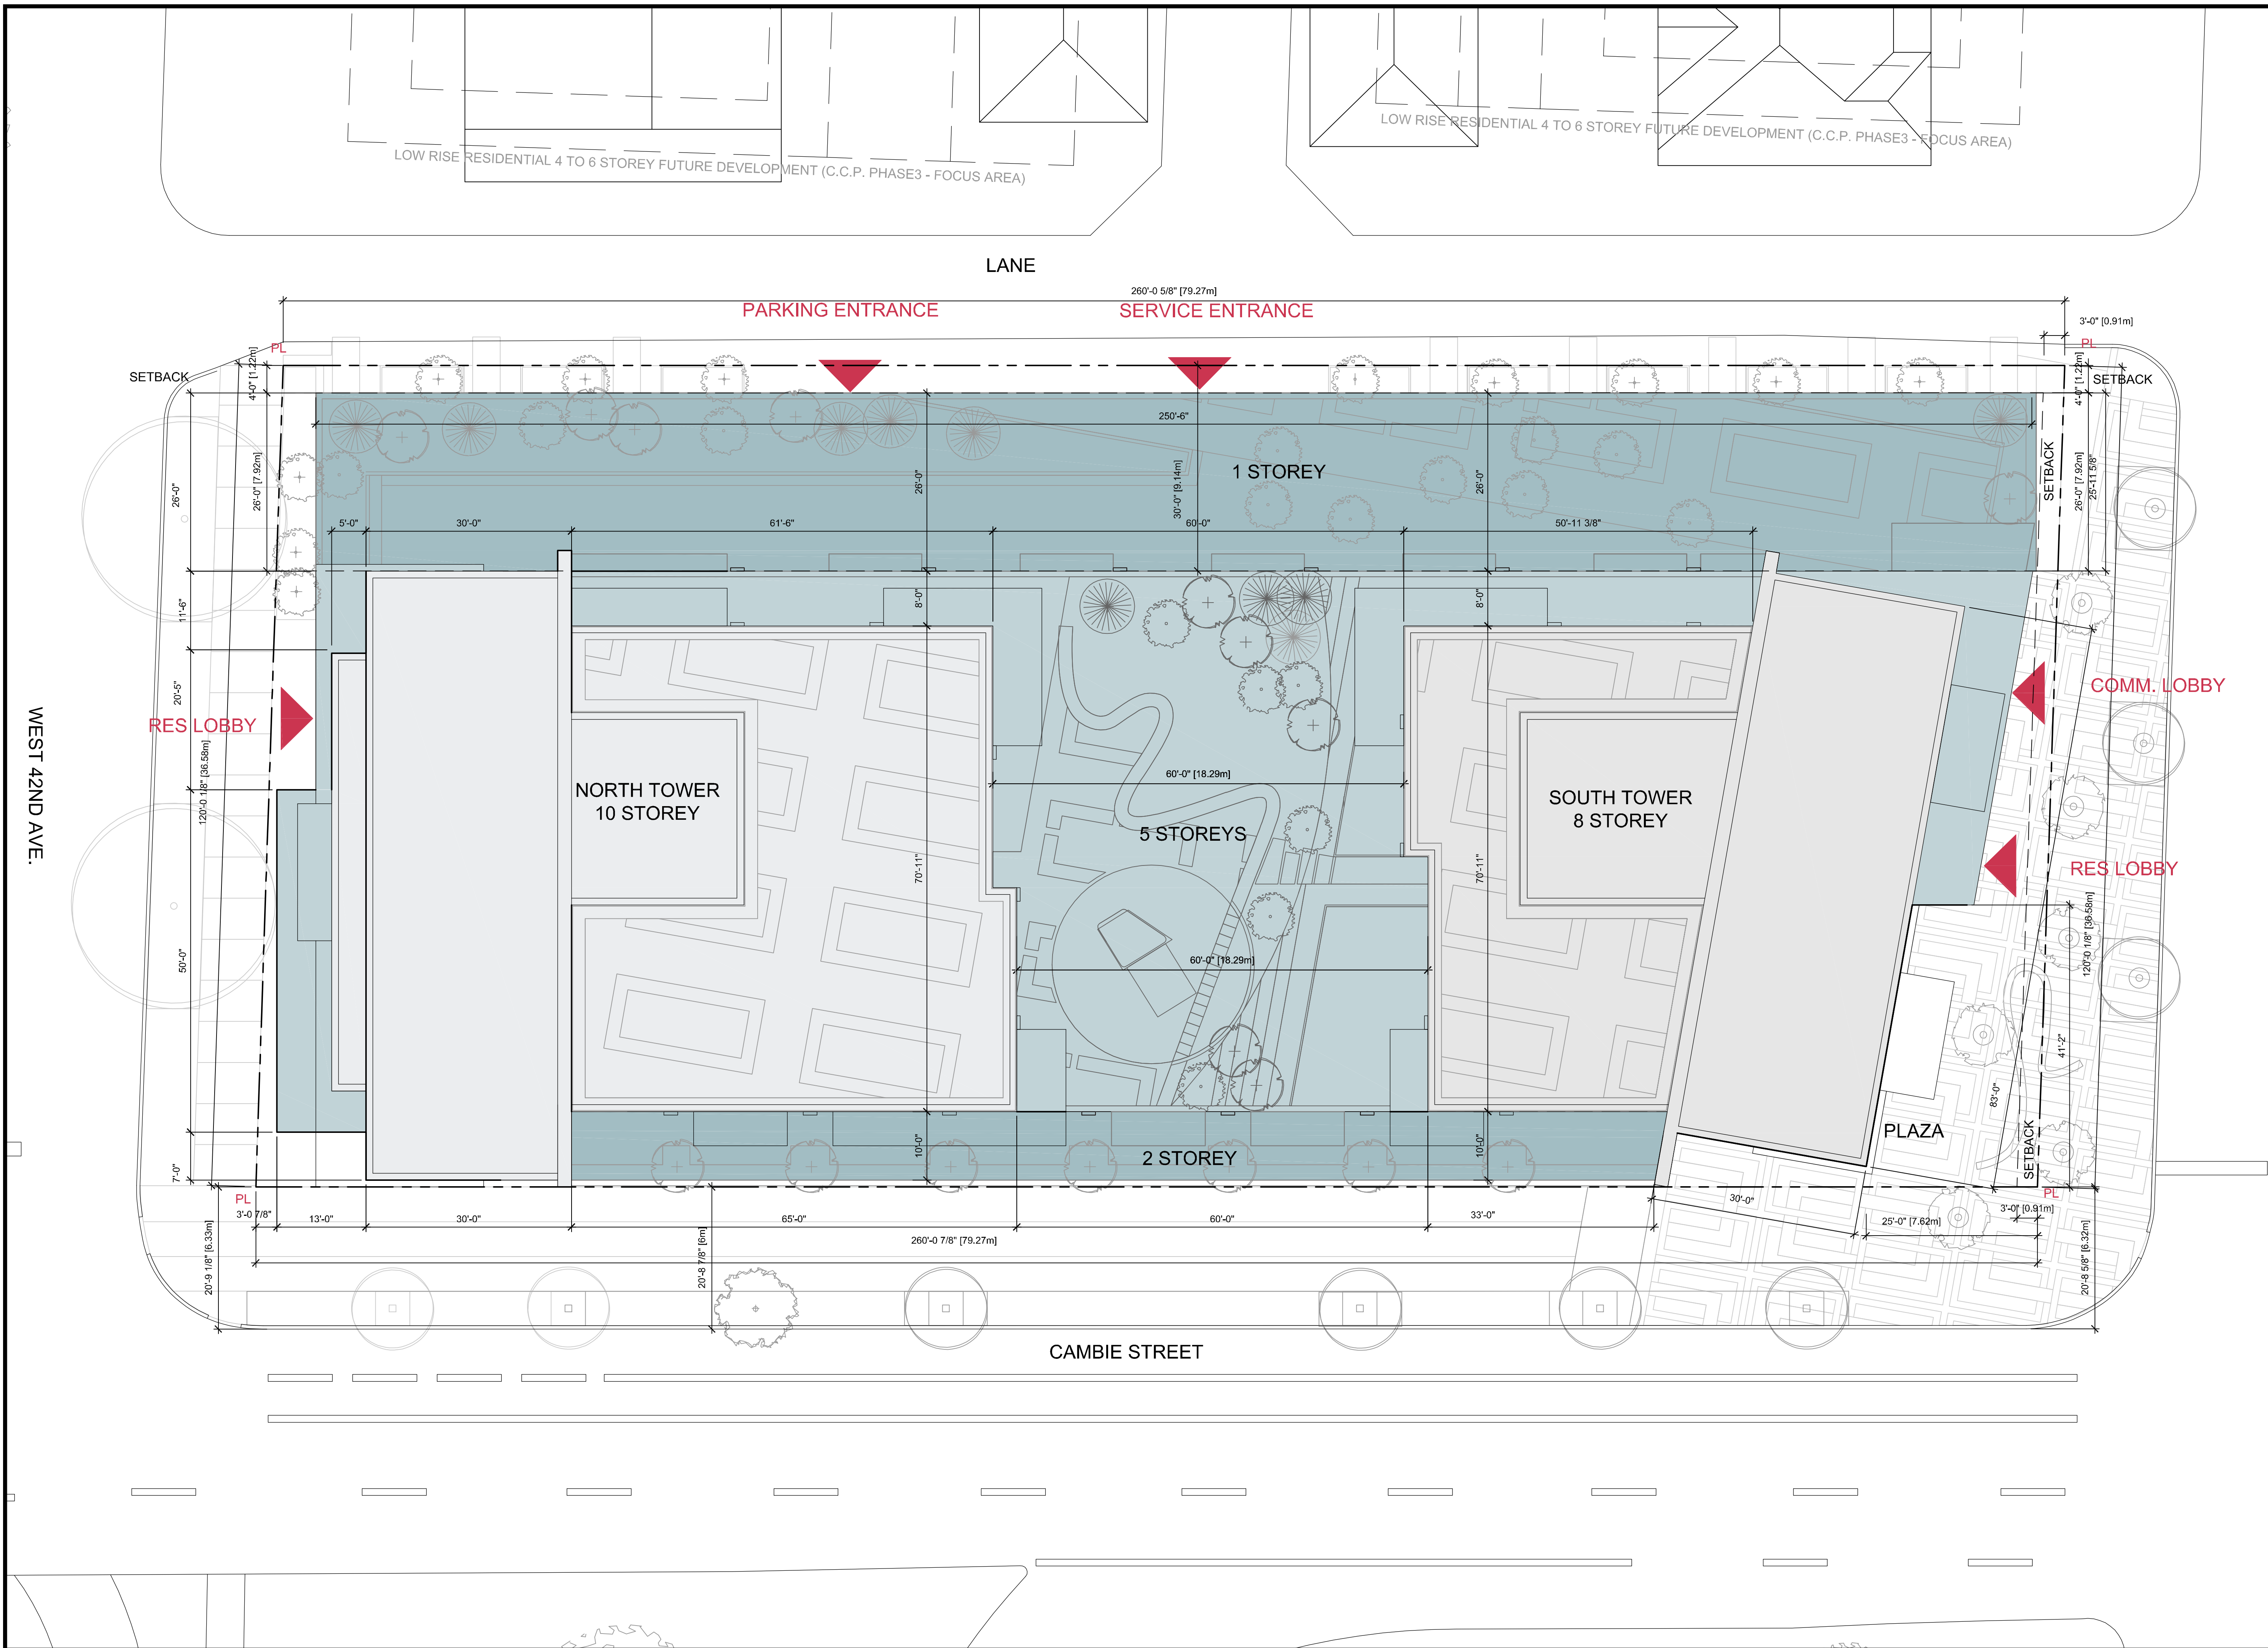 LOW RISE RESIDENTIAL 4 TO 6 STOREY FUTURE DEVELOPMENT (C.C.P. PHASE3 - FOCUS AREA)
LOW RISE RESIDENTIAL 4 TO 6 STOREY FUTURE DEVELOPMENT (C.C.P. PHASE3 - FOCUS AREA)
LANE
260'-0 5/8" [79.27m]
PARKING ENTRANCE
SERVICE ENTRANCE
3'-0" [0.91m]
PL
PL
SETBACK
SETBACK
4'-0" [1.22m]
4'-0" [1.22m]
250'-6"
26'-0"
26'-0" [7.92m]
26'-0"
30'-0" [9.14m]
1 STOREY
26'-0"
SETBACK
26'-0" [7.92m]
25'-11 5/8"
5'-0"
30'-0"
61'-6"
60'-0"
50'-11 3/8"
11'-6"
8'-0"
8'-0"
20'-5"
RES LOBBY
COMM. LOBBY
WEST 42ND AVE.
120'-0 1/8" [36.58m]
NORTH TOWER
10 STOREY
60'-0" [18.29m]
5 STOREYS
SOUTH TOWER
8 STOREY
70'-11"
70'-11"
RES LOBBY
50'-0"
60'-0" [18.29m]
120'-0 1/8" [36.58m]
41'-2"
83'-0"
PLAZA
SETBACK
7'-0"
10'-0"
2 STOREY
10'-0"
PL
PL
3'-0 7/8"
13'-0"
30'-0"
65'-0"
60'-0"
33'-0"
30'-0"
25'-0" [7.62m]
3'-0" [0.91m]
260'-0 7/8" [79.27m]
20'-9 1/8" [6.33m]
20'-8 7/8" [6m]
20'-8 5/8" [6.32m]
CAMBIE STREET